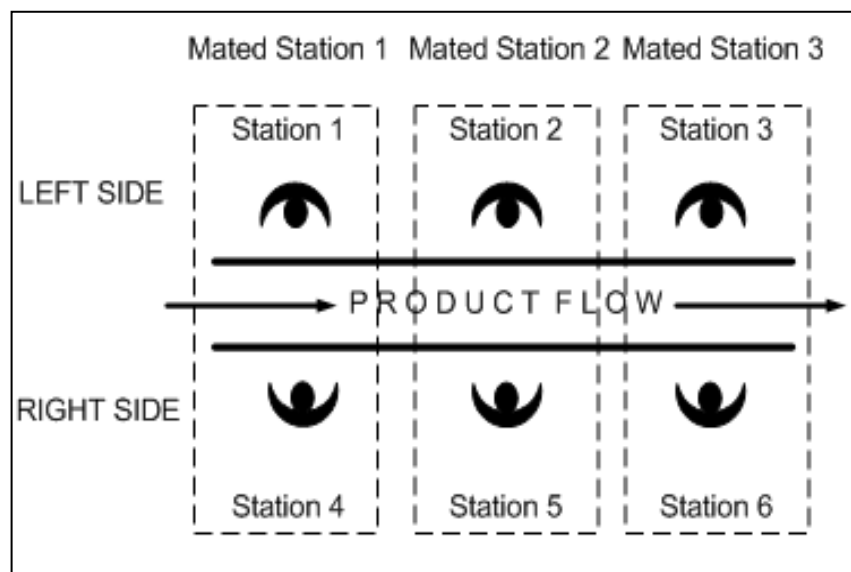 Mated Station 1 Mated Station 2 Mated Station 3
Station 1 Station 2 Station 3
LEFT SIDE
PRODUCT FLOW
RIGHT SIDE
Station 4 Station 5 Station 6